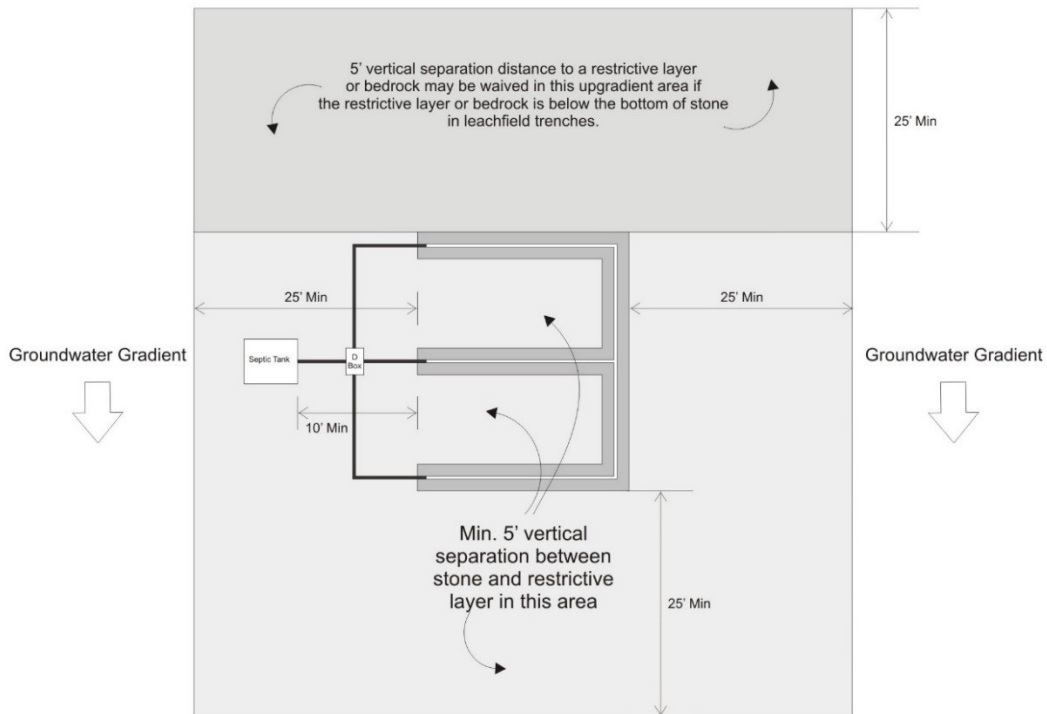 5' vertical separation distance to a restrictive layer
or bedrock may be waived in this upgradient area if
the restrictive layer or bedrock is below the bottom of stone
in leachfield trenches.
25' Min
25' Min
25' Min
Groundwater Gradient
Septic Tank
D
Box
Groundwater Gradient
10' Min
Min. 5' vertical
separation between
stone and restrictive
layer in this area
25' Min